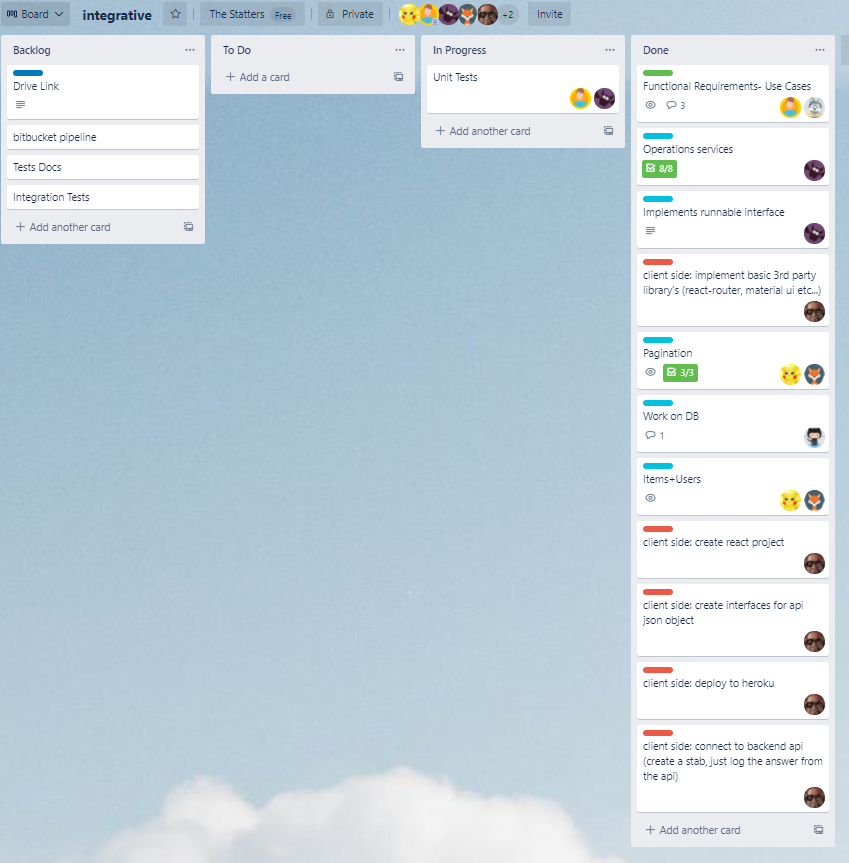 Board
integrative
The Statters Free
Private
+2
Invite
Backlog
Drive Link
bitbucket pipeline
Tests Docs
Integration Tests
+ Add another card
To Do
+ Add a card
In Progress
Unit Tests
+ Add another card
Done
Functional Requirements- Use Cases
3
Operations services
8/8
Implements runnable interface
client side: implement basic 3rd party
library's (react-router, material ui etc...)
Pagination
3/3
Work on DB
1
Items+Users
client side: create react project
client side: create interfaces for api
json object
client side: deploy to heroku
client side: connect to backend api
(create a stab, just log the answer from
the api)
+ Add another card